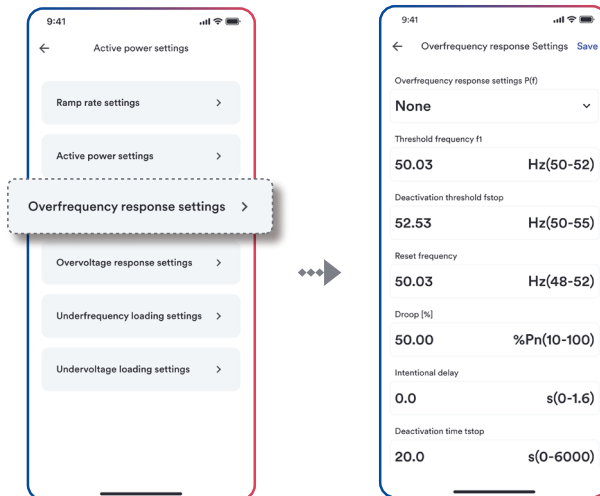 9:41
Active power settings
Ramp rate settings
Active power settings
Overfrequency response settings
Overvoltage response settings
Underfrequency loading settings
Undervoltage loading settings
9:41
Overfrequency response Settings Save
Overfrequency response settings P(f)
None
Threshold frequency f1
50.03 Hz(50-52)
Deactivation threshold fstop
52.53 Hz(50-55)
Reset frequency
50.03 Hz(48-52)
Droop [%]
50.00 %Pn(10-100)
Intentional delay
0.0 s(0-1.6)
Deactivation time tstop
20.0 s(0-6000)